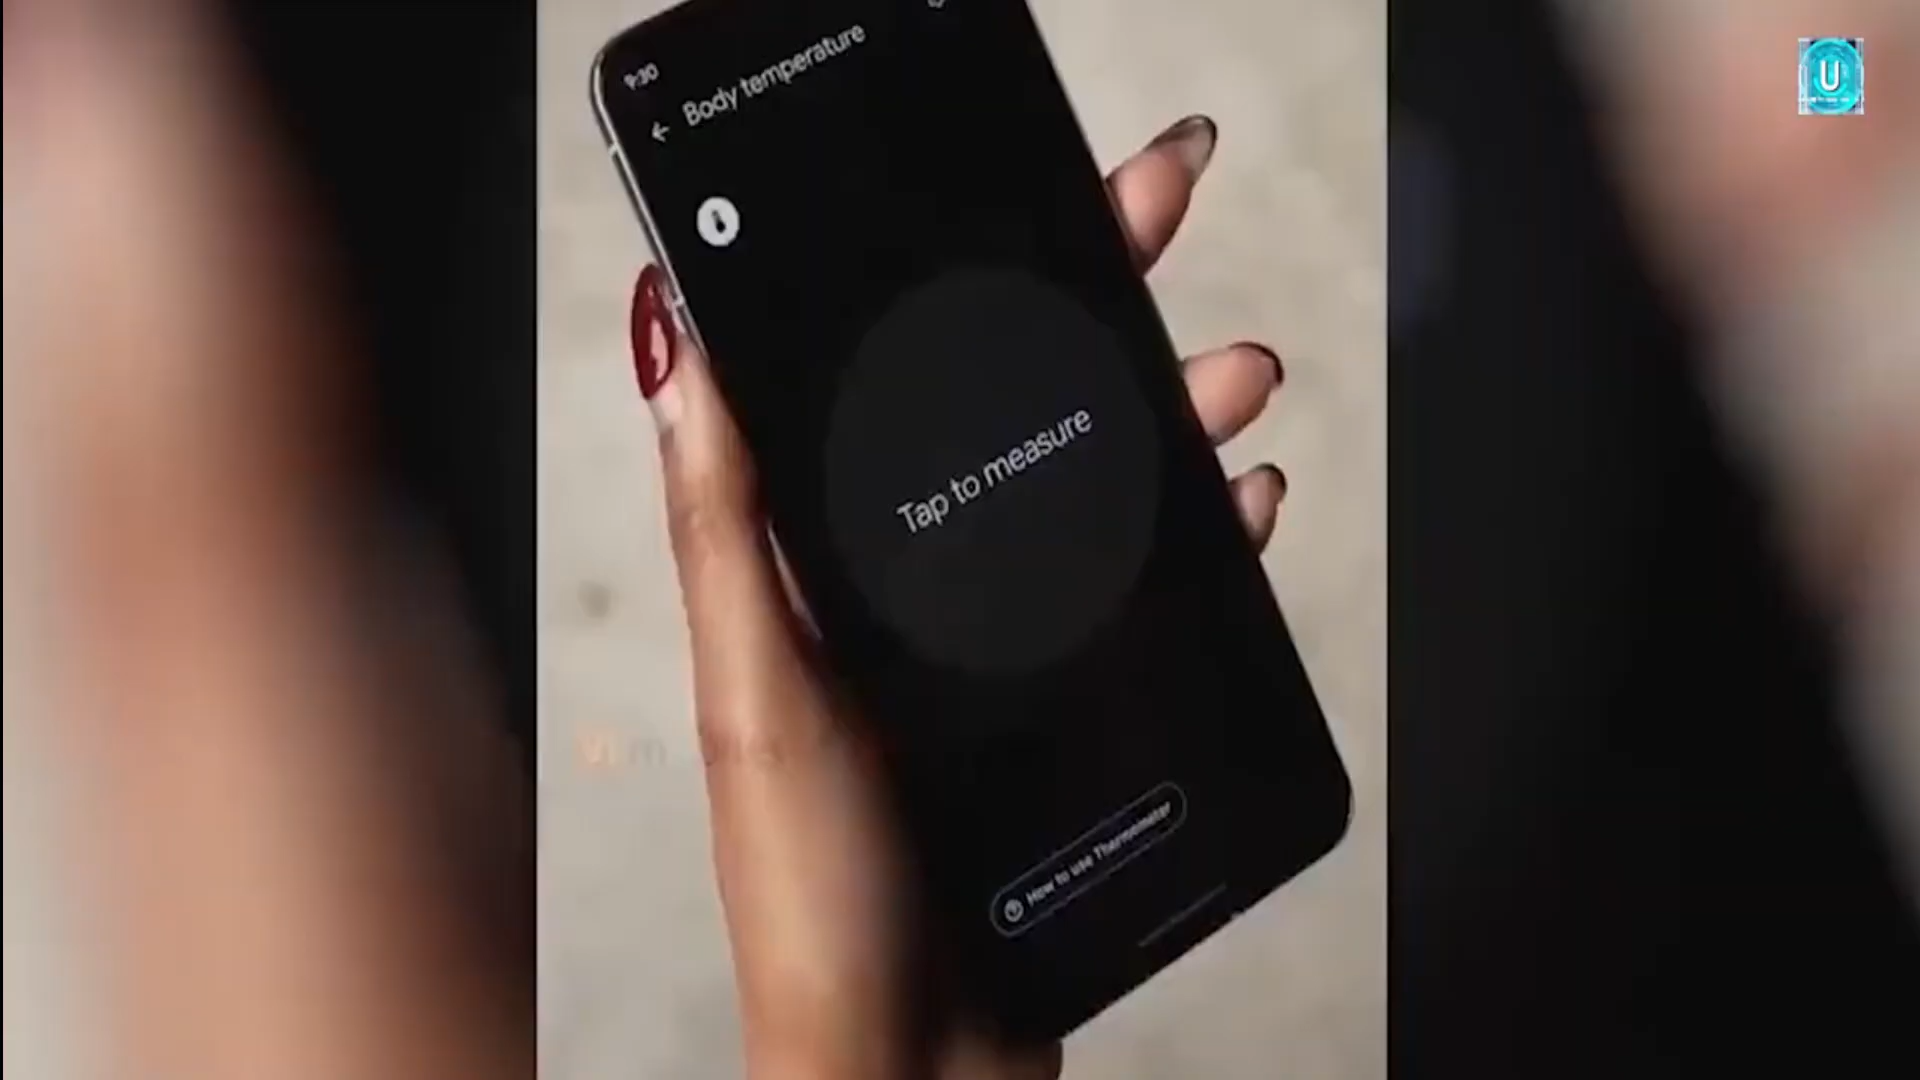 9:30
Body temperature
Tap to measure
How to use Thermometer
U